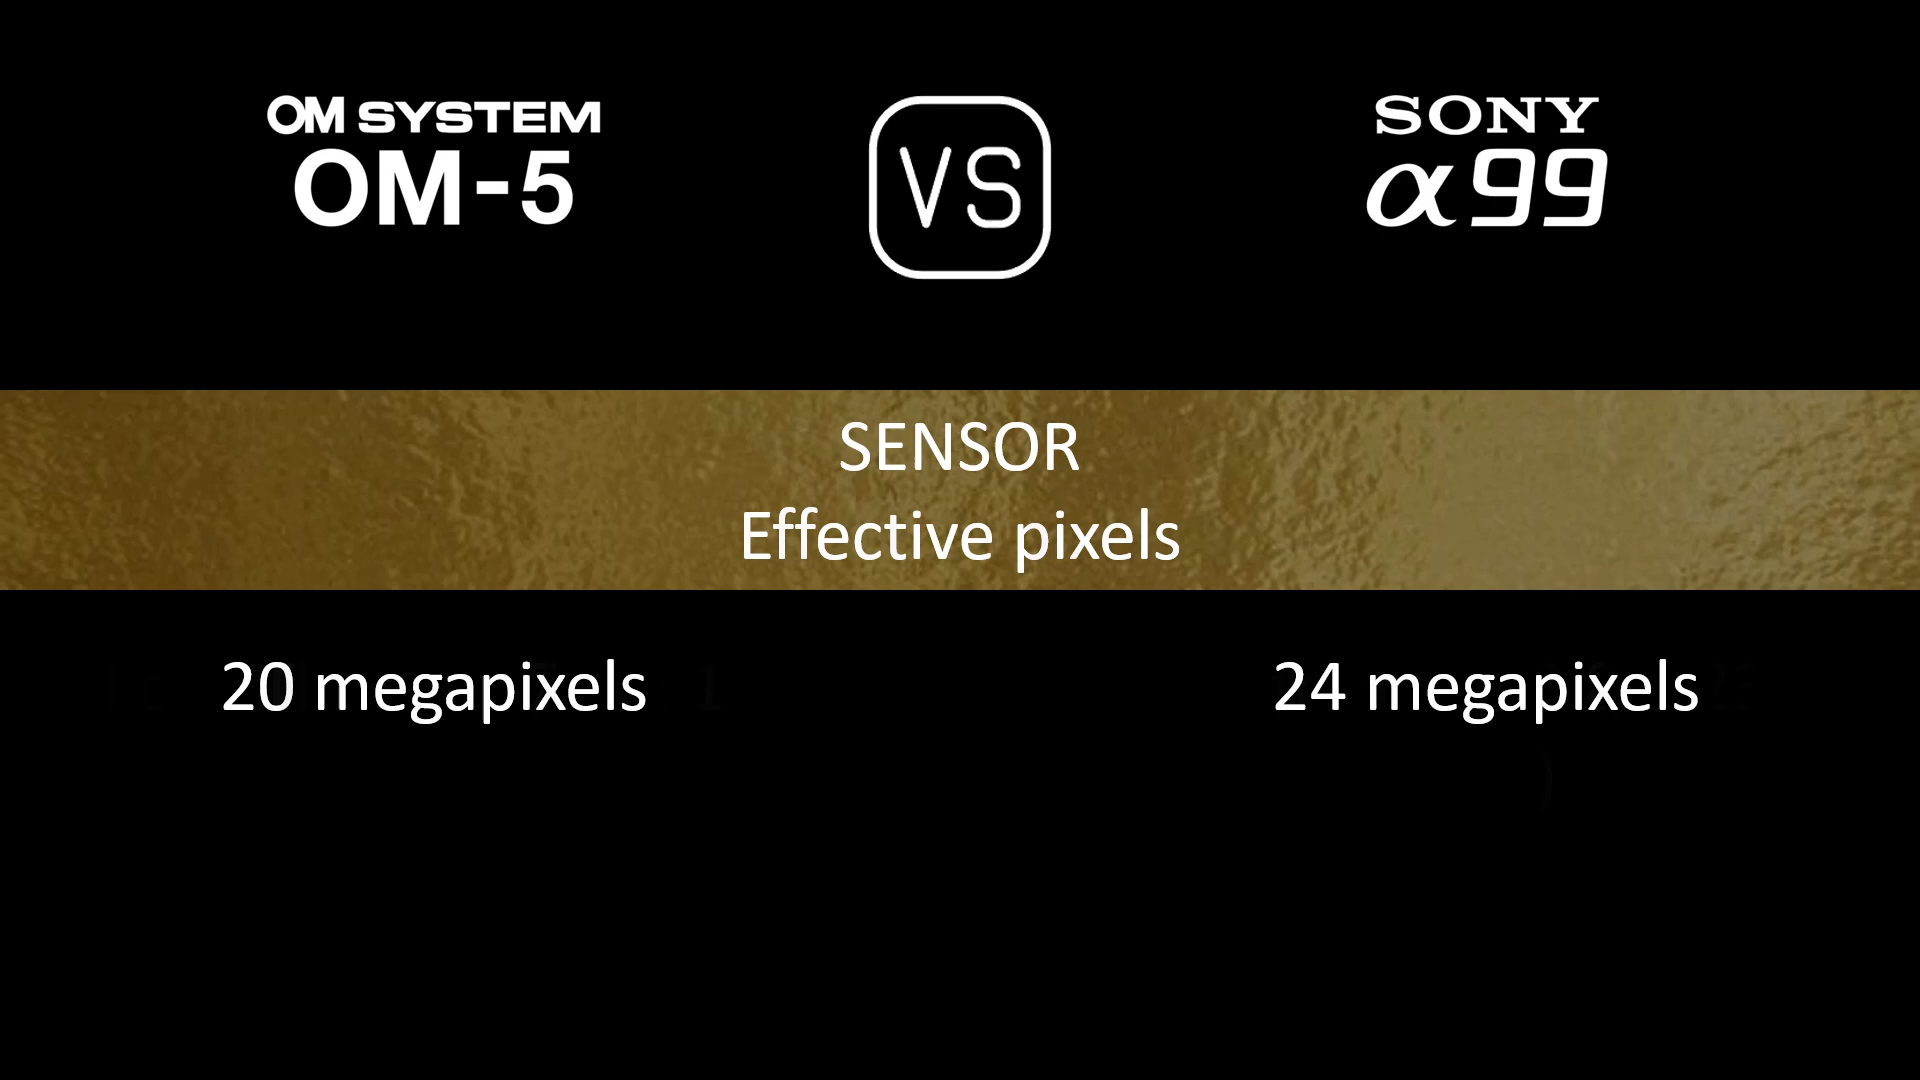 OM SYSTEM
OM-5
VS
SONY
α99
SENSOR
Effective pixels
20 megapixels
24 megapixels